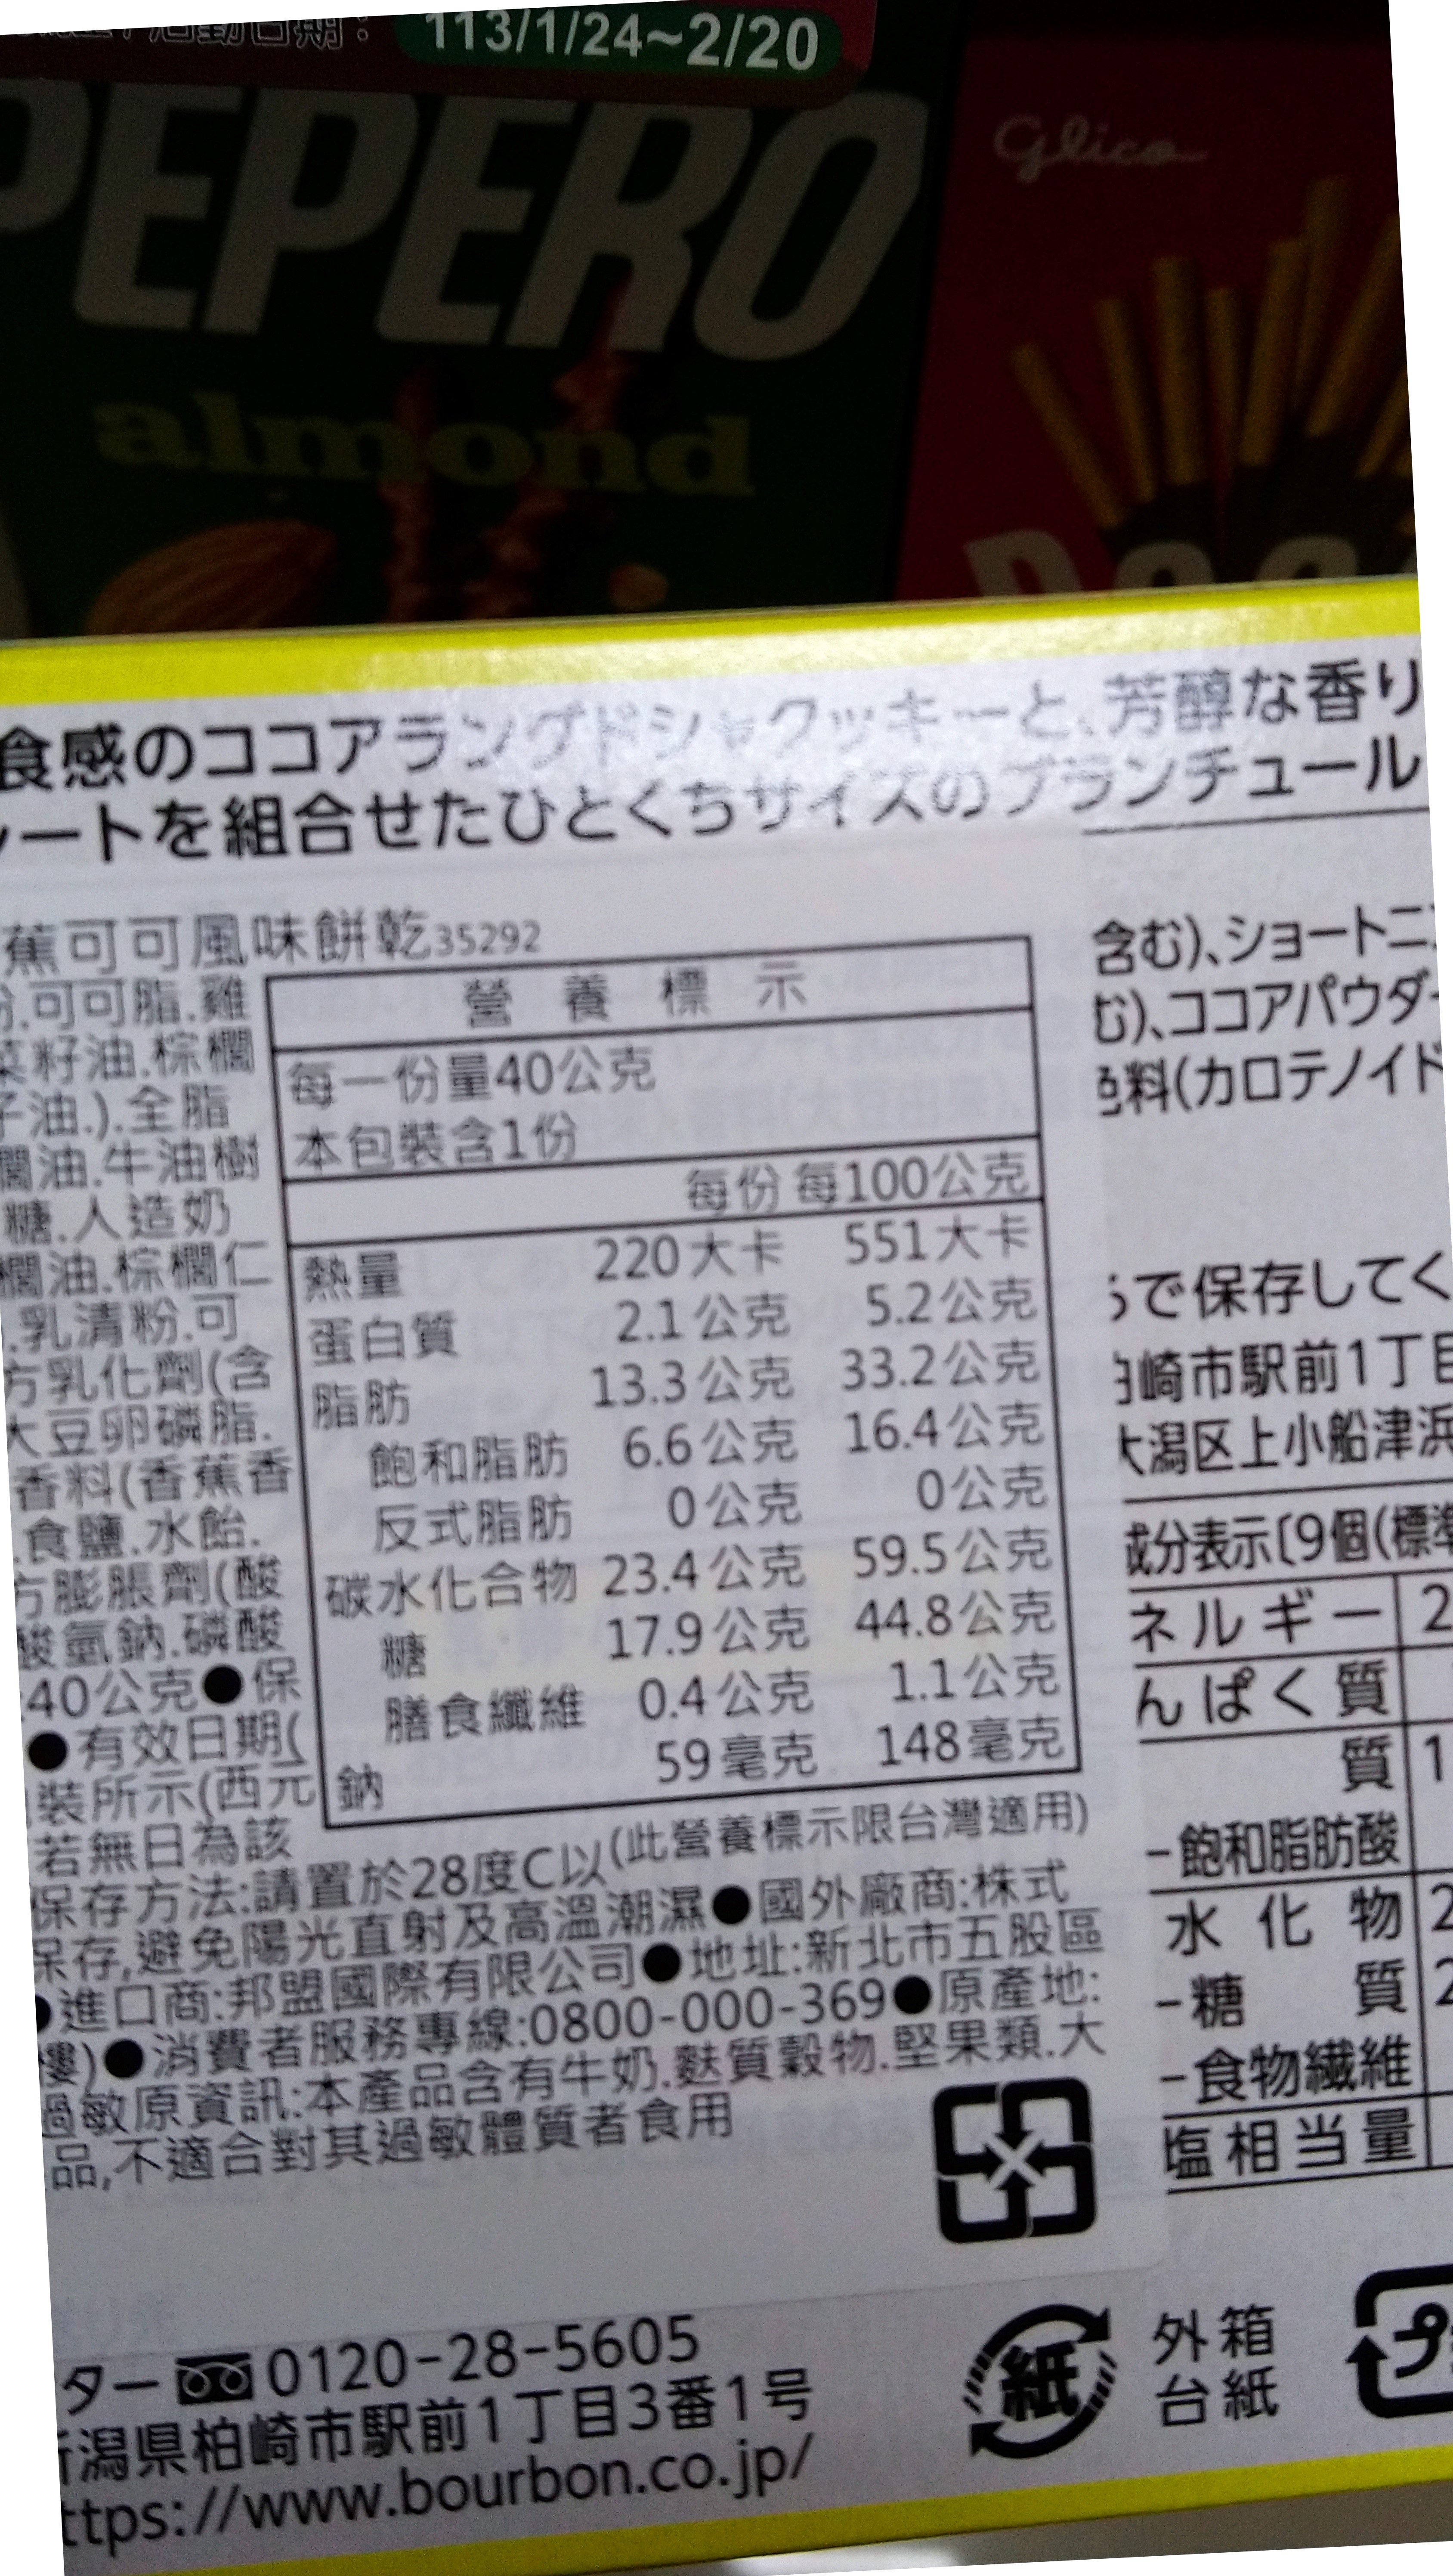 活動日期： 113/1/24~2/20
PEPERO
Glico
almond
食感のココアラングドシャクッキーと、芳醇な香り
ートを組合せたひとくちサイズのブランチュール
蕉可可風味餅乾35292
.可可脂.雞
菜籽油.棕櫚
油.).全脂
油.牛油樹
糖.人造奶
櫚油.棕櫚仁
.乳清粉.可
方乳化劑(含
大豆卵磷脂.
香料(香蕉香
.食鹽.水飴.
方膨脹劑(酸
酸氫鈉.磷酸
40公克●保
●有效日期(
裝所示(西元
若無日為該
營養標示
每一份量40公克
本包裝含1份
每份 每100公克
熱量 220大卡 551大卡
蛋白質 2.1公克 5.2公克
脂肪 13.3公克 33.2公克
飽和脂肪 6.6公克 16.4公克
反式脂肪 0公克 0公克
碳水化合物 23.4公克 59.5公克
糖 17.9公克 44.8公克
膳食纖維 0.4公克 1.1公克
鈉 59毫克 148毫克
(此營養標示限台灣適用)
保存方法:請置於28度C以
保存,避免陽光直射及高溫潮濕●國外廠商:株式
●進口商:邦盟國際有限公司●地址:新北市五股區
樓)●消費者服務專線:0800-000-369●原產地:
過敏原資訊:本產品含有牛奶.麩質穀物.堅果類.大
品,不適合對其過敏體質者食用
含む)、ショートニ
む)、ココアパウダー
色料(カロテノイド
で保存してく
柏崎市駅前1丁目
大潟区上小船津浜
成分表示〔9個(標準
ネルギー 2
んぱく質
質 1
-飽和脂肪酸
水化物 2
-糖質 2
-食物繊維
塩相当量
ター 0120-28-5605
潟県柏崎市駅前1丁目3番1号
ttps://www.bourbon.co.jp/
紙
外箱
台紙
プ